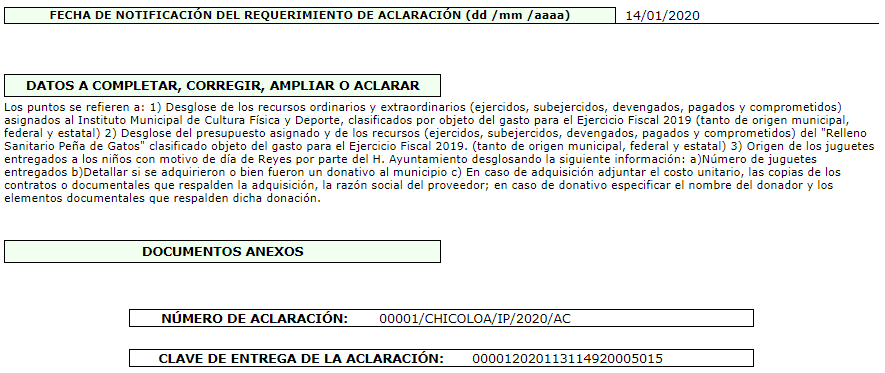 FECHA DE NOTIFICACIÓN DEL REQUERIMIENTO DE ACLARACIÓN (dd /mm /aaaa) 14/01/2020
DATOS A COMPLETAR, CORREGIR, AMPLIAR O ACLARAR
Los puntos se refieren a: 1) Desglose de los recursos ordinarios y extraordinarios (ejercidos, subejercidos, devengados, pagados y comprometidos)
asignados al Instituto Municipal de Cultura Física y Deporte, clasificados por objeto del gasto para el Ejercicio Fiscal 2019 (tanto de origen municipal,
federal y estatal) 2) Desglose del presupuesto asignado y de los recursos (ejercidos, subejercidos, devengados, pagados y comprometidos) del "Relleno
Sanitario Peña de Gatos" clasificado objeto del gasto para el Ejercicio Fiscal 2019. (tanto de origen municipal, federal y estatal) 3) Origen de los juguetes
entregados a los niños con motivo de día de Reyes por parte del H. Ayuntamiento desglosando la siguiente información: a)Número de juguetes
entregados b)Detallar si se adquirieron o bien fueron un donativo al municipio c) En caso de adquisición adjuntar el costo unitario, las copias de los
contratos o documentales que respalden la adquisición, la razón social del proveedor; en caso de donativo especificar el nombre del donador y los
elementos documentales que respalden dicha donación.
DOCUMENTOS ANEXOS
NÚMERO DE ACLARACIÓN: 00001/CHICOLOA/IP/2020/AC
CLAVE DE ENTREGA DE LA ACLARACIÓN: 000012020113114920005015